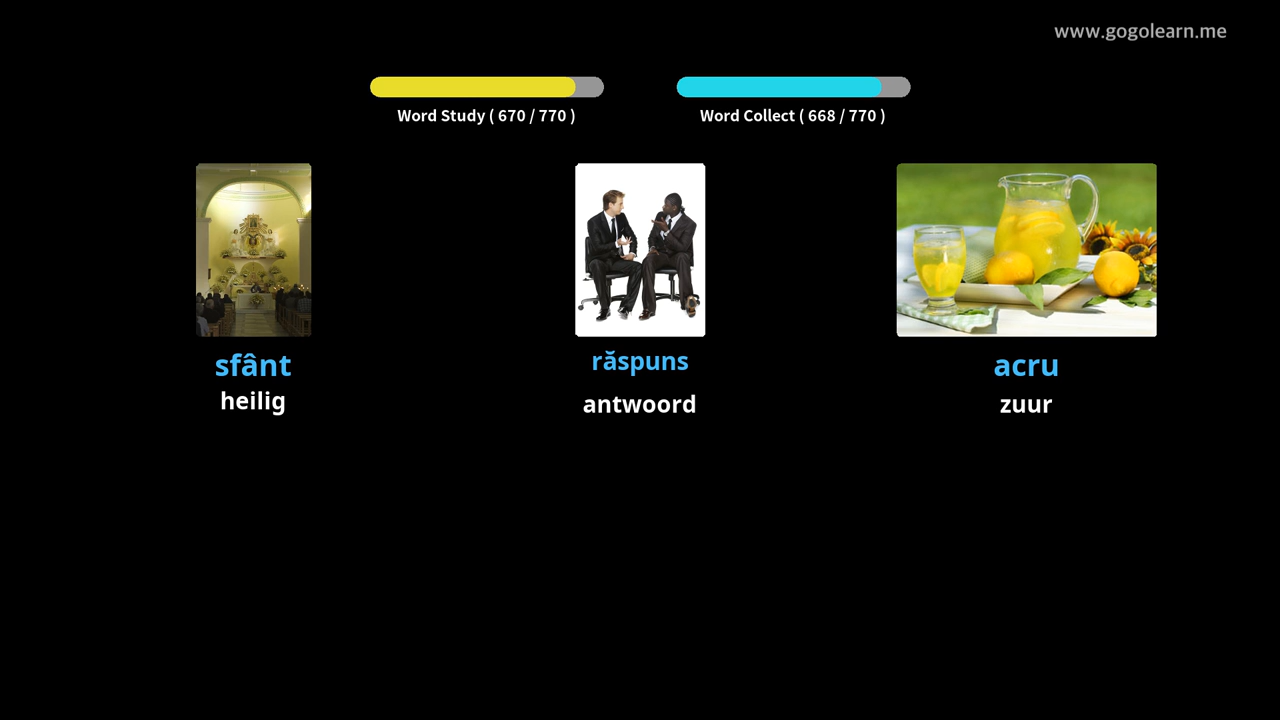 www.gogolearn.me
Word Study ( 670 / 770 )
Word Collect ( 668 / 770 )
sfânt
heilig
răspuns
antwoord
acru
zuur